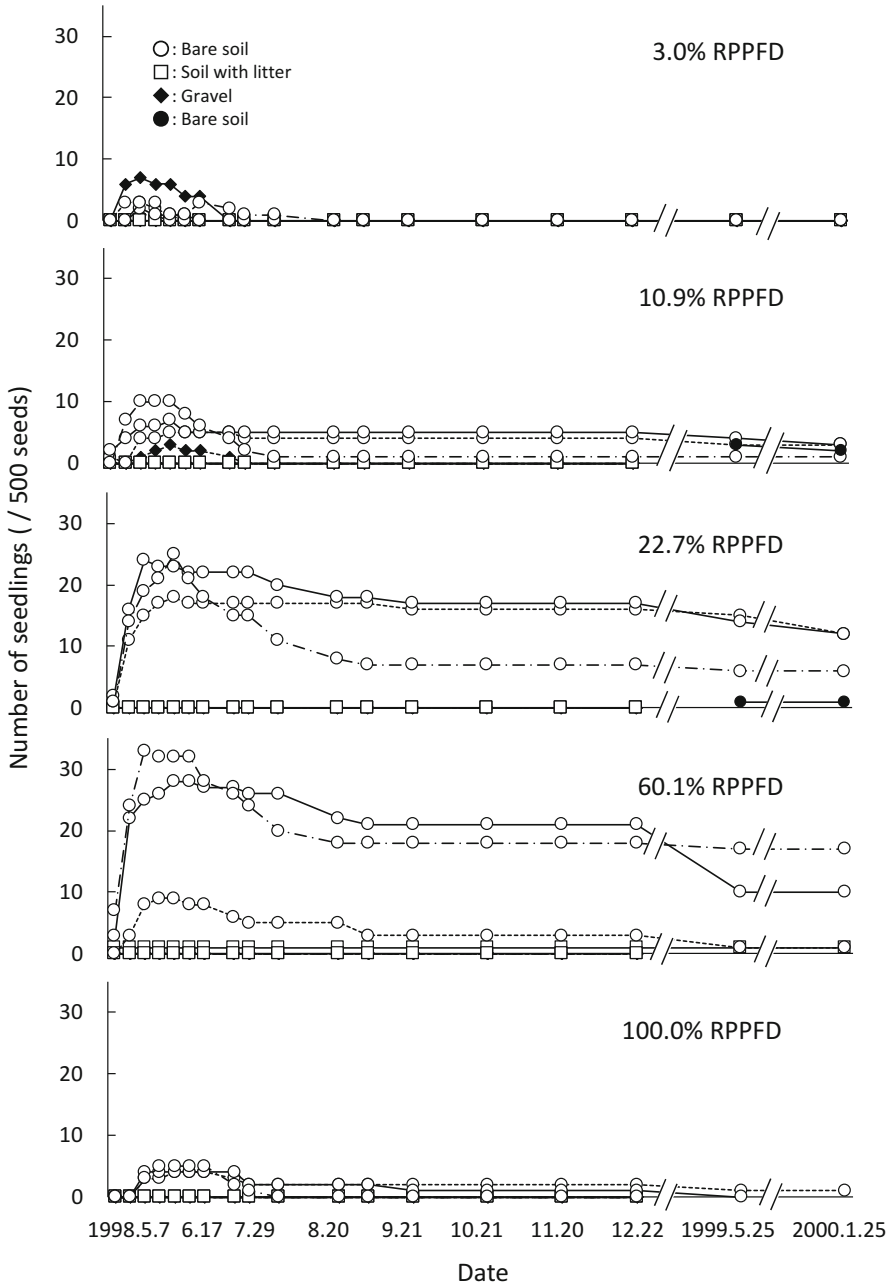 30
20
10
0
○: Bare soil
□: Soil with litter
◆: Gravel
●: Bare soil
3.0% RPPFD
30
20
10
0
10.9% RPPFD
30
20
10
0
22.7% RPPFD
30
20
10
0
60.1% RPPFD
30
20
10
0
100.0% RPPFD
Number of seedlings ( / 500 seeds)
1998.5.7 6.17 7.29 8.20 9.21 10.21 11.20 12.22 1999.5.25 2000.1.25
Date